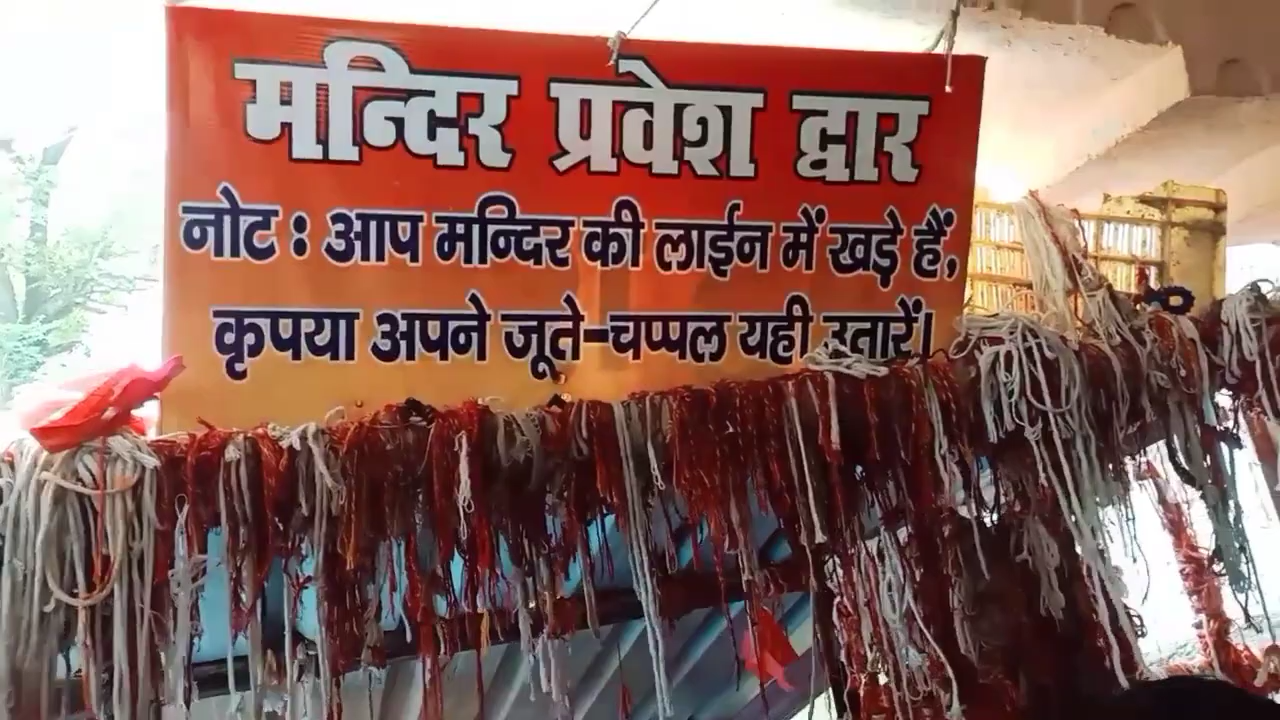 मन्दिर प्रवेश द्वार
नोट : आप मन्दिर की लाईन में खड़े हैं,
कृपया अपने जूते-चप्पल यही उतारें।